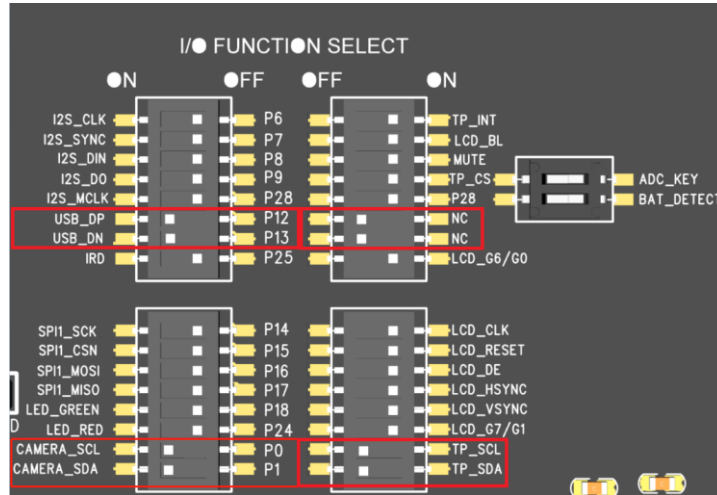 I/O FUNCTION SELECT
ON OFF OFF ON
I2S_CLK P6 TP_INT
I2S_SYNC P7 LCD_BL
I2S_DIN P8 MUTE
I2S_DO P9 TP_CS ADC_KEY
I2S_MCLK P28 P28 BAT_DETECT
USB_DP P12 NC
USB_DN P13 NC
IRD P25 LCD_G6/G0
SPI1_SCK P14 LCD_CLK
SPI1_CSN P15 LCD_RESET
SPI1_MOSI P16 LCD_DE
SPI1_MISO P17 LCD_HSYNC
LED_GREEN P18 LCD_VSYNC
D LED_RED P24 LCD_G7/G1
CAMERA_SCL P0 TP_SCL
CAMERA_SDA P1 TP_SDA